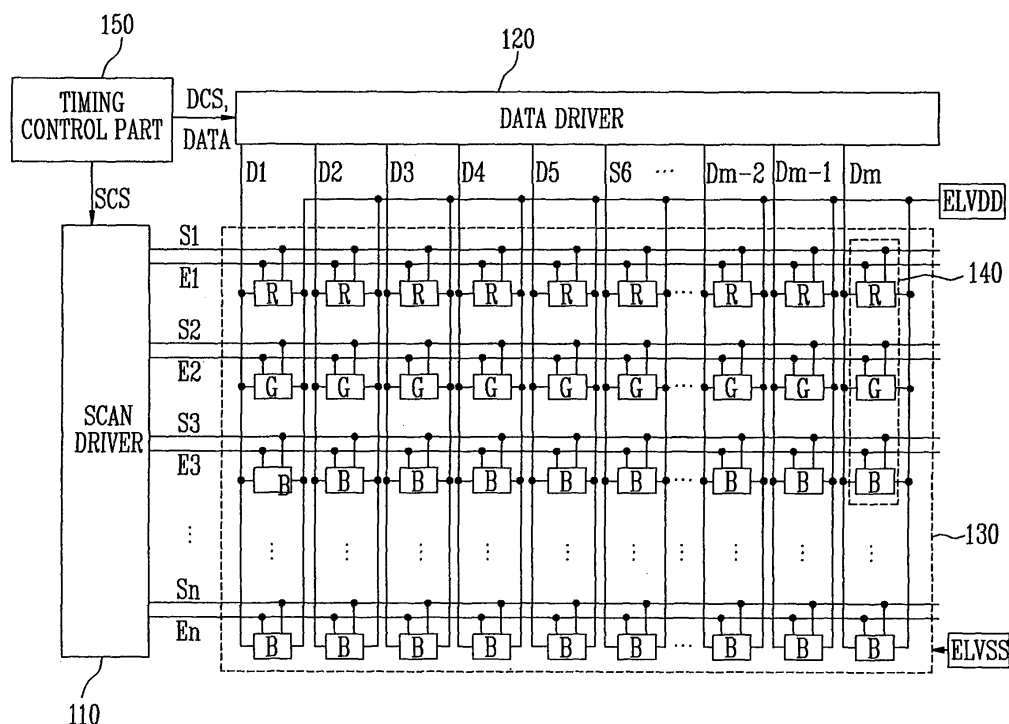 150
120
TIMING
CONTROL PART
DCS,
DATA
DATA DRIVER
SCS
D1 D2 D3 D4 D5 S6 ... Dm-2 Dm-1 Dm
ELVDD
S1
E1
R R R R R R ... R R R
140
S2
E2
G G G G G G ... G G G
SCAN
DRIVER
S3
E3
B B B B B B ... B B B
130
Sn
En
B B B B B B ... B B B
ELVSS
110